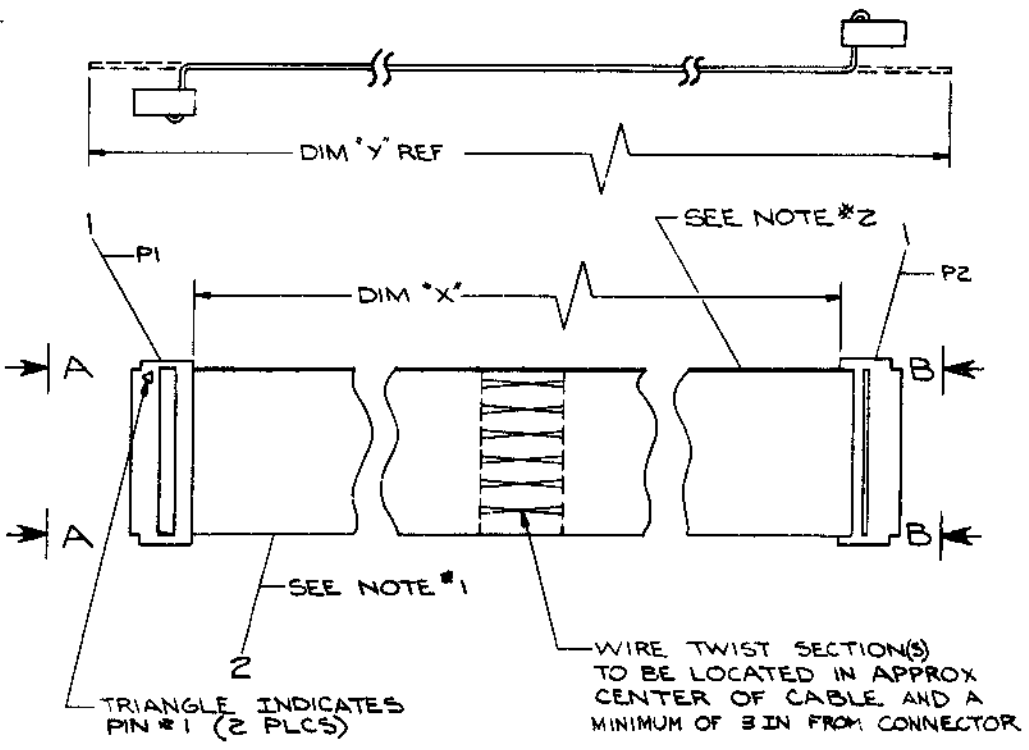 DIM "Y" REF
SEE NOTE #2
1
P1
1
P2
DIM "X"
A
B
A
B
SEE NOTE #1
2
WIRE TWIST SECTION(S)
TO BE LOCATED IN APPROX
CENTER OF CABLE AND A
MINIMUM OF 3 IN FROM CONNECTOR
TRIANGLE INDICATES
PIN #1 (2 PLCS)